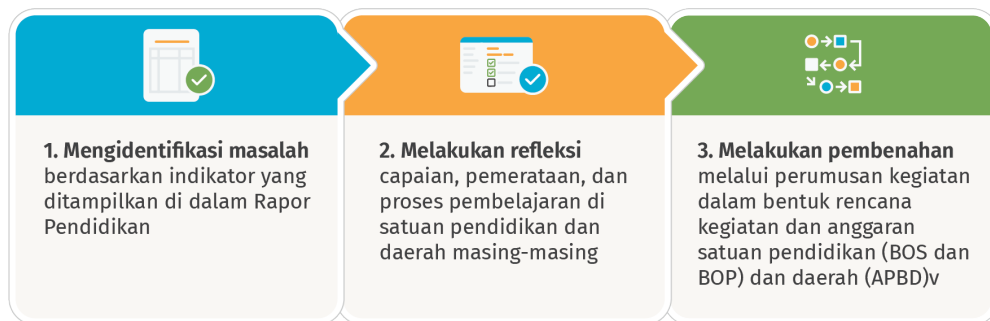 1. Mengidentifikasi masalah
berdasarkan indikator yang
ditampilkan di dalam Rapor
Pendidikan
2. Melakukan refleksi
capaian, pemerataan, dan
proses pembelajaran di
satuan pendidikan dan
daerah masing-masing
3. Melakukan pembenahan
melalui perumusan kegiatan
dalam bentuk rencana
kegiatan dan anggaran
satuan pendidikan (BOS dan
BOP) dan daerah (APBD)v